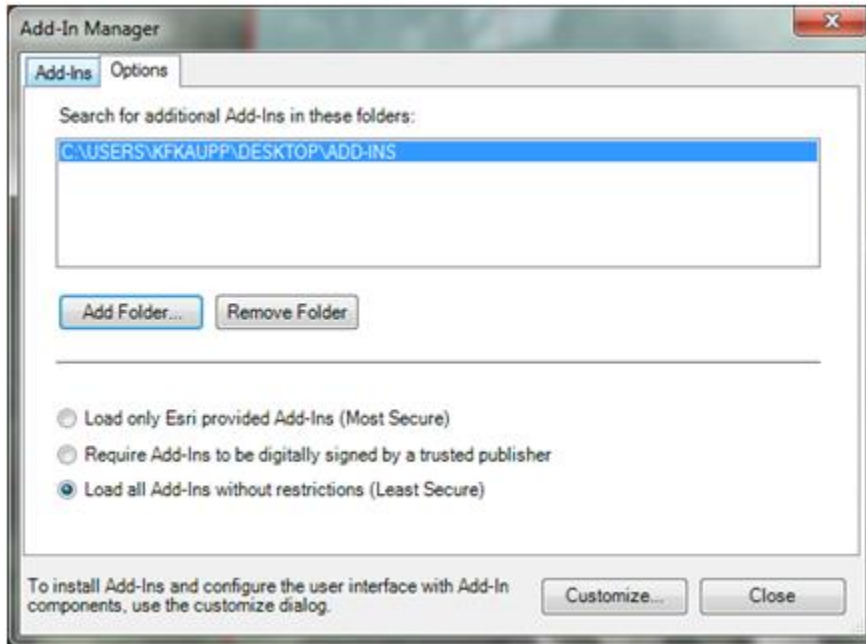 Add-In Manager
Add-Ins
Options
Search for additional Add-Ins in these folders:
C:\USERS\KFKAUPP\DESKTOP\ADD-INS
Add Folder...
Remove Folder
Load only Esri provided Add-Ins (Most Secure)
Require Add-Ins to be digitally signed by a trusted publisher
Load all Add-Ins without restrictions (Least Secure)
To install Add-Ins and configure the user interface with Add-In
components, use the customize dialog.
Customize...
Close